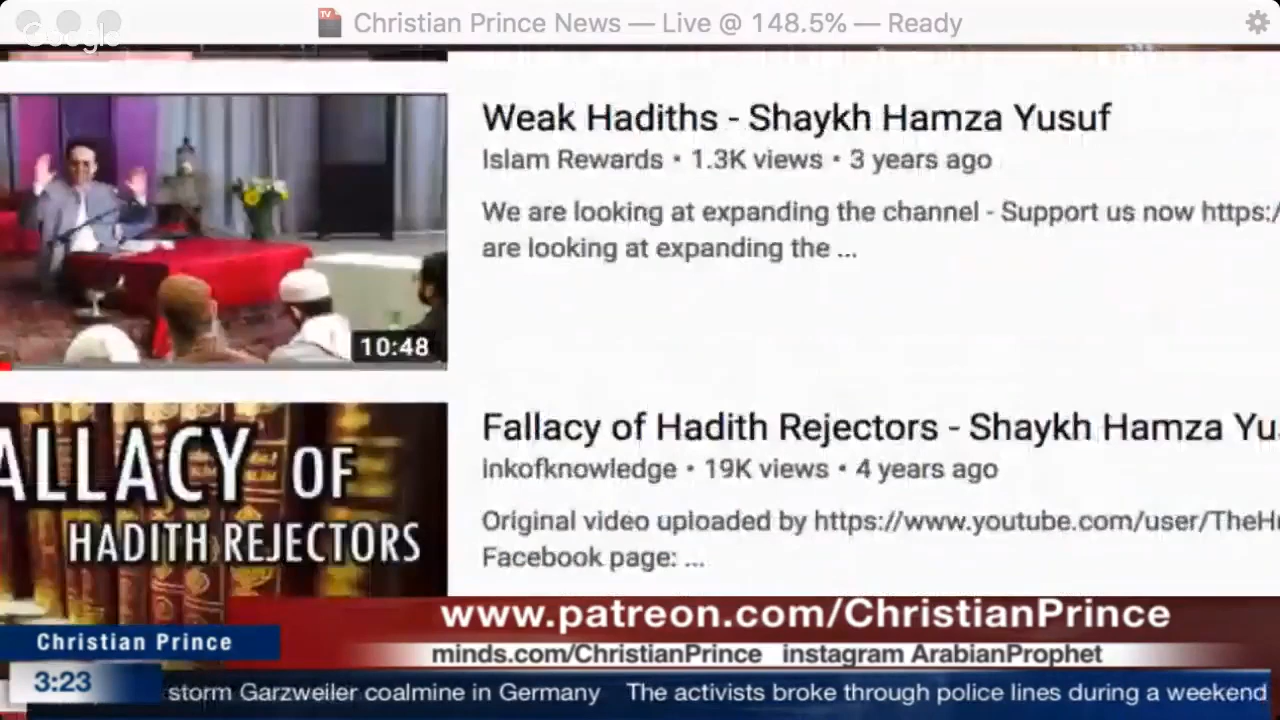 Google
TV
Christian Prince News — Live @ 148.5% — Ready
Weak Hadiths - Shaykh Hamza Yusuf
Islam Rewards • 1.3K views • 3 years ago
We are looking at expanding the channel - Support us now https:/
are looking at expanding the ...
10:48
Fallacy of Hadith Rejectors - Shaykh Hamza Yu
inkofknowledge • 19K views • 4 years ago
ALLACY OF
HADITH REJECTORS
Original video uploaded by https://www.youtube.com/user/TheH
Facebook page: ...
www.patreon.com/ChristianPrince
Christian Prince
minds.com/ChristianPrince instagram ArabianProphet
3:23
storm Garzweiler coalmine in Germany The activists broke through police lines during a weekend